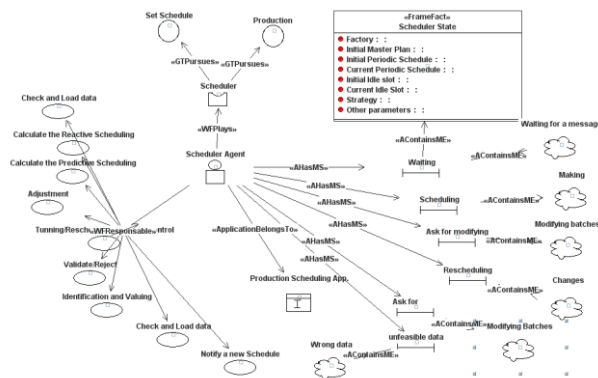 «FrameFact»
Scheduler State
Factory : :
Initial Master Plan : :
Initial Periodic Schedule : :
Current Periodic Schedule : :
Initial Idle slot : :
Current Idle Slot : :
Strategy : :
Other parameters : :
Set Schedule
Production
«GTPursues»
«GTPursues»
Scheduler
«WFPlays»
Scheduler Agent
Check and Load data
Calculate the Reactive Scheduling
Calculate the Predictive Scheduling
Adjustment
Tunning/Resch
«WFResponsable»
ntrol
Validate/Reject
Identification and Valuing
Check and Load data
Notify a new Schedule
«ApplicationBelongsTo»
Production Scheduling App.
«AHasMS»
«AHasMS»
«AHasMS»
«AHasMS»
«AHasMS»
«AHasMS»
«AContainsME»
Waiting
«AContainsME»
Waiting for a message
Scheduling
«AContainsME»
Making
Ask for modifying
«AContainsME»
Modifying batches
Rescheduling
«AContainsME»
Changes
Ask for
«AContainsME»
Modifying Batches
unfeasible data
«AContainsME»
Wrong data